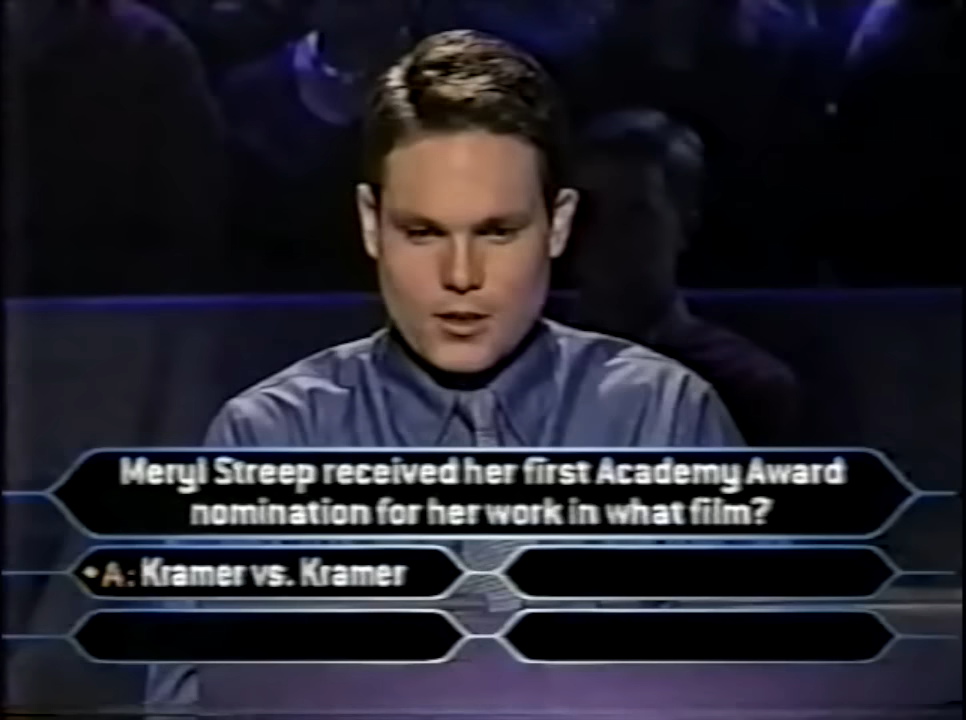 Meryl Streep received her first Academy Award
nomination for her work in what film?
A: Kramer vs. Kramer